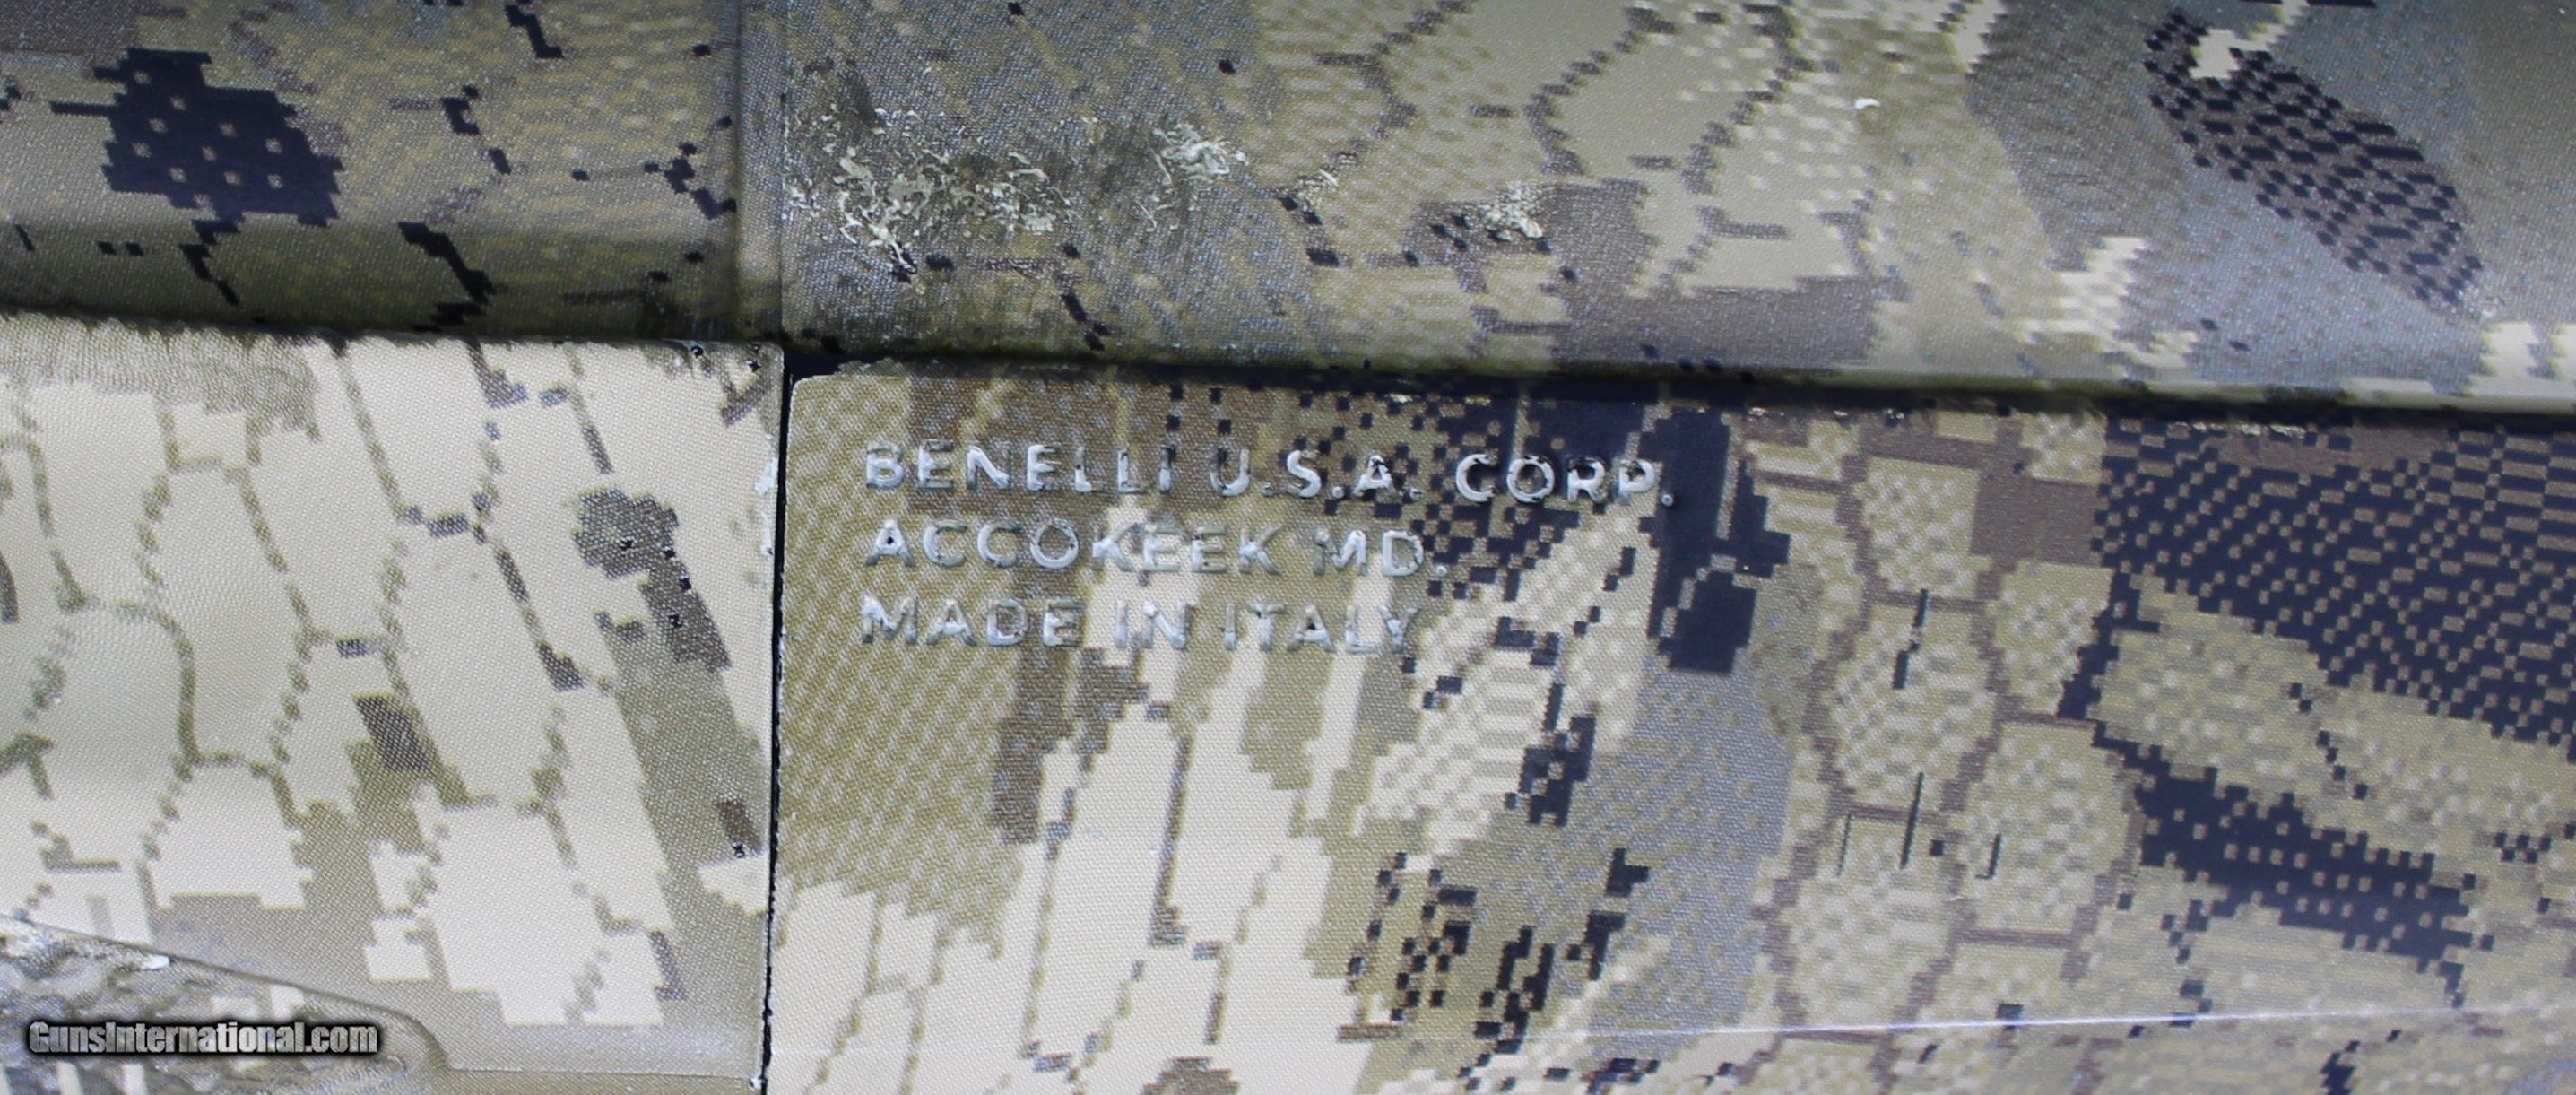 BENELLI U.S.A. CORP.
ACCOKEEK MD.
MADE IN ITALY
GunsInternational.com